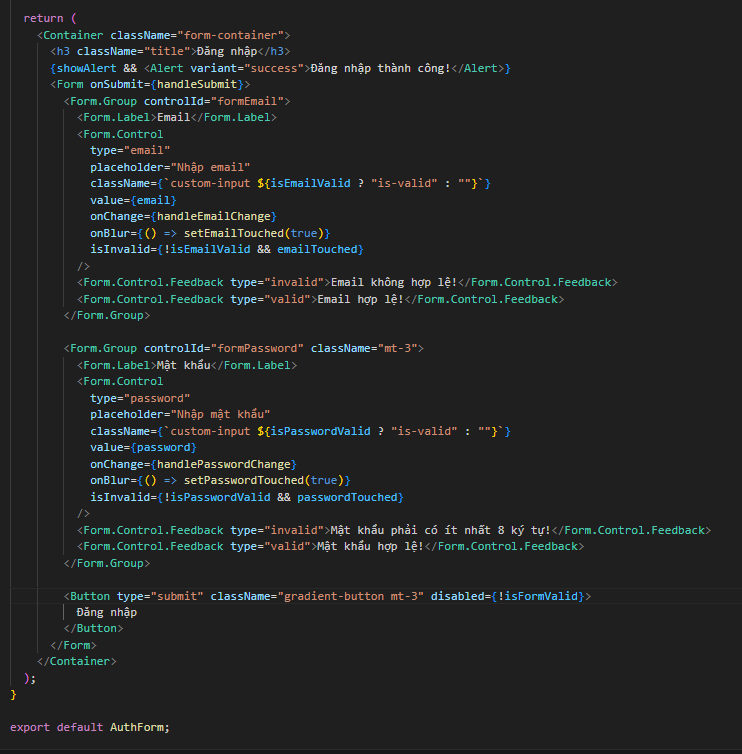 return (
<Container className="form-container">
<h3 className="title">Đăng nhập</h3>
{showAlert && <Alert variant="success">Đăng nhập thành công!</Alert>}
<Form onSubmit={handleSubmit}>
<Form.Group controlId="formEmail">
<Form.Label>Email</Form.Label>
<Form.Control
type="email"
placeholder="Nhập email"
className={`custom-input ${isEmailValid ? "is-valid" : ""}`}
value={email}
onChange={handleEmailChange}
onBlur={() => setEmailTouched(true)}
isInvalid={!isEmailValid && emailTouched}
/>
<Form.Control.Feedback type="invalid">Email không hợp lệ!</Form.Control.Feedback>
<Form.Control.Feedback type="valid">Email hợp lệ!</Form.Control.Feedback>
</Form.Group>
<Form.Group controlId="formPassword" className="mt-3">
<Form.Label>Mật khẩu</Form.Label>
<Form.Control
type="password"
placeholder="Nhập mật khẩu"
className={`custom-input ${isPasswordValid ? "is-valid" : ""}`}
value={password}
onChange={handlePasswordChange}
onBlur={() => setPasswordTouched(true)}
isInvalid={!isPasswordValid && passwordTouched}
/>
<Form.Control.Feedback type="invalid">Mật khẩu phải có ít nhất 8 ký tự!</Form.Control.Feedback>
<Form.Control.Feedback type="valid">Mật khẩu hợp lệ!</Form.Control.Feedback>
</Form.Group>
<Button type="submit" className="gradient-button mt-3" disabled={!isFormValid}>
Đăng nhập
</Button>
</Form>
</Container>
);
}
export default AuthForm;